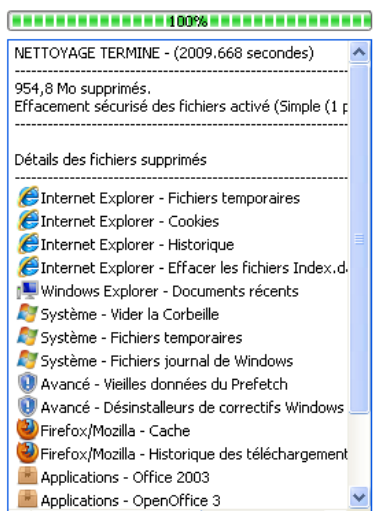 100%
NETTOYAGE TERMINE - (2009.668 secondes)
954,8 Mo supprimés.
Effacement sécurisé des fichiers activé (Simple (1 p
Détails des fichiers supprimés
Internet Explorer - Fichiers temporaires
Internet Explorer - Cookies
Internet Explorer - Historique
Internet Explorer - Effacer les fichiers Index.d
Windows Explorer - Documents récents
Système - Vider la Corbeille
Système - Fichiers temporaires
Système - Fichiers journal de Windows
Avancé - Vieilles données du Prefetch
Avancé - Désinstalleurs de correctifs Windows
Firefox/Mozilla - Cache
Firefox/Mozilla - Historique des téléchargement
Applications - Office 2003
Applications - OpenOffice 3